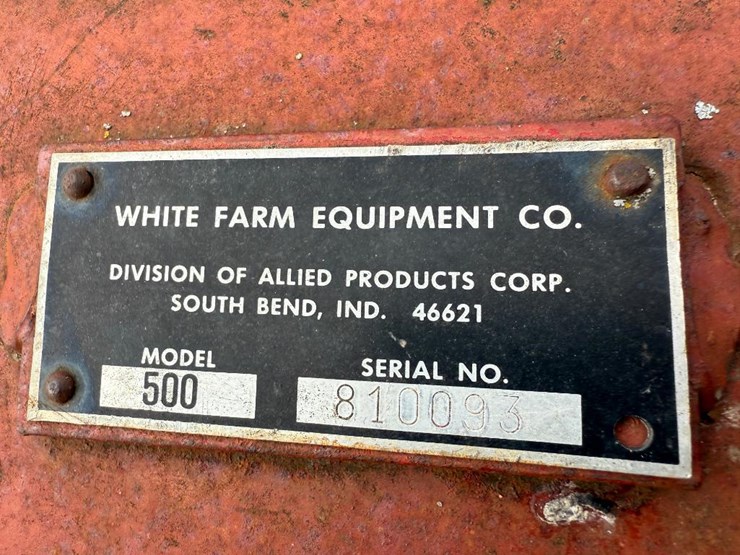 WHITE FARM EQUIPMENT CO.
DIVISION OF ALLIED PRODUCTS CORP.
SOUTH BEND, IND. 46621
MODEL SERIAL NO.
500 810093